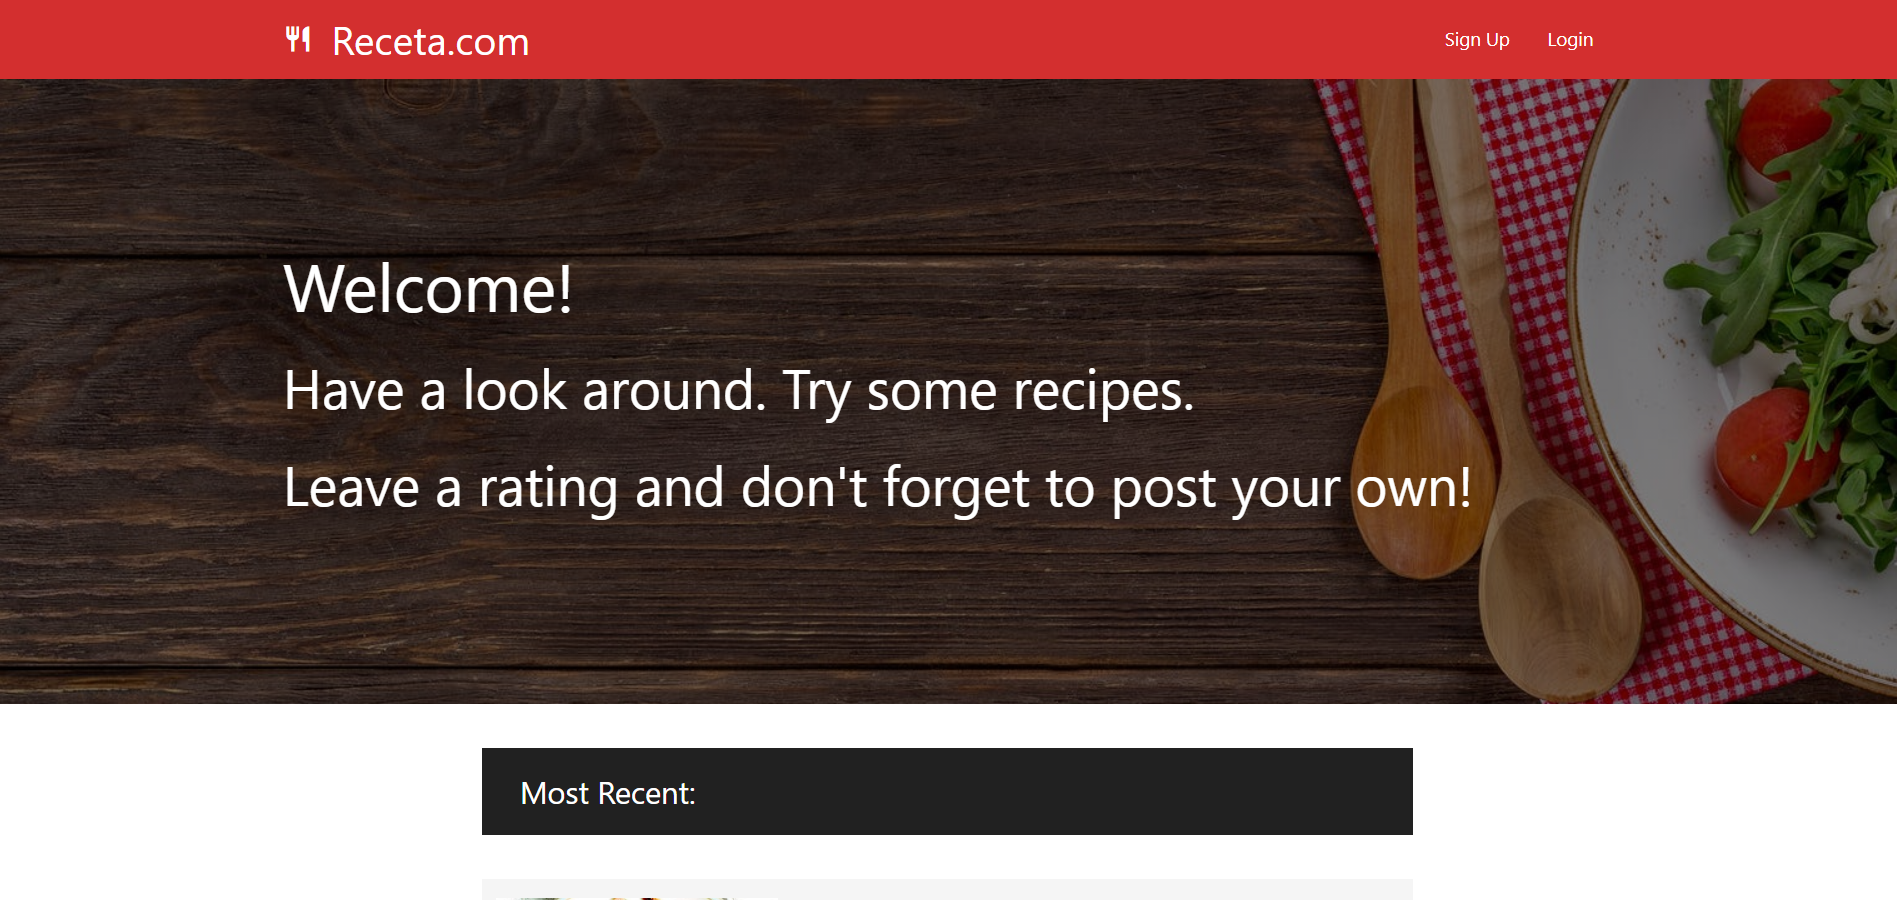 Receta.com
Sign Up
Login
Welcome!
Have a look around. Try some recipes.
Leave a rating and don't forget to post your own!
Most Recent: